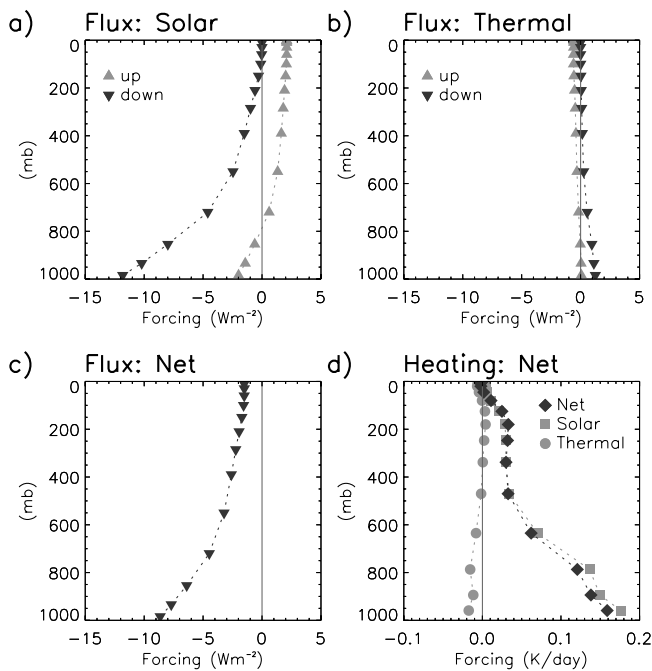 a) Flux: Solar
b) Flux: Thermal
0
200
400
600
800
1000
(mb)
up
down
-15 -10 -5 0 5
Forcing (Wm⁻²)
0
200
400
600
800
1000
(mb)
up
down
-15 -10 -5 0 5
Forcing (Wm⁻²)
c) Flux: Net
d) Heating: Net
0
200
400
600
800
1000
(mb)
-15 -10 -5 0 5
Forcing (Wm⁻²)
0
200
400
600
800
1000
(mb)
Net
Solar
Thermal
-0.1 0.0 0.1 0.2
Forcing (K/day)